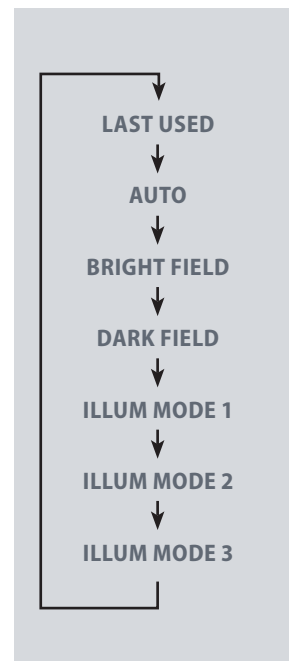 LAST USED
AUTO
BRIGHT FIELD
DARK FIELD
ILLUM MODE 1
ILLUM MODE 2
ILLUM MODE 3